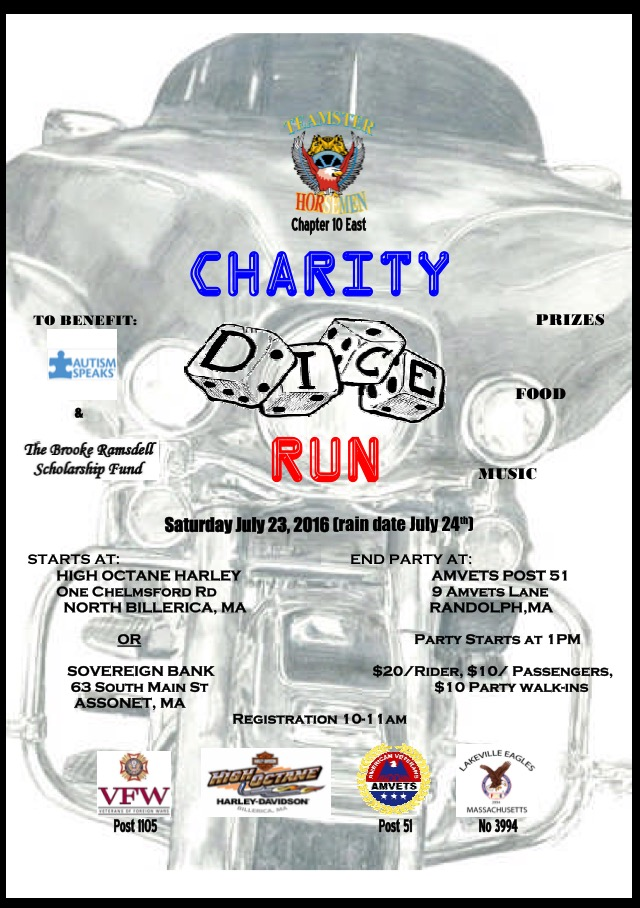 TEAMSTER
HORSEMEN
Chapter 10 East
CHARITY
DICE
RUN
TO BENEFIT:
AUTISM
SPEAKS
&
The Brooke Ramsdell
Scholarship Fund
PRIZES
FOOD
MUSIC
Saturday July 23, 2016 (rain date July 24th)
STARTS AT:
HIGH OCTANE HARLEY
ONE CHELMSFORD RD
NORTH BILLERICA, MA
OR
SOVEREIGN BANK
63 SOUTH MAIN ST
ASSONET, MA
END PARTY AT:
AMVETS POST 51
9 AMVETS LANE
RANDOLPH,MA
PARTY STARTS AT 1PM
$20/RIDER, $10/ PASSENGERS,
$10 PARTY WALK-INS
REGISTRATION 10-11AM
VFW
VETERANS OF FOREIGN WARS
Post 1105
HIGH OCTANE
HARLEY-DAVIDSON
BILLERICA, MA
AMERICAN VETERANS
AMVETS
Post 51
LAKEVILLE EAGLES
MASSACHUSETTS
No 3994